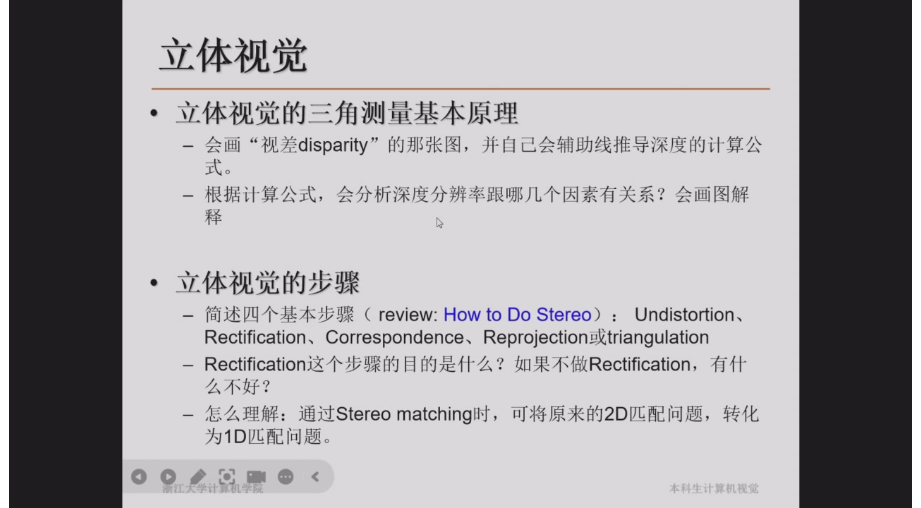 立体视觉
• 立体视觉的三角测量基本原理
– 会画“视差disparity”的那张图，并自己会辅助线推导深度的计算公
式。
– 根据计算公式，会分析深度分辨率跟哪几个因素有关系？会画图解
释
• 立体视觉的步骤
– 简述四个基本步骤（ review: How to Do Stereo）： Undistortion、
Rectification、Correspondence、Reprojection或triangulation
– Rectification这个步骤的目的是什么？如果不做Rectification，有什
么不好？
– 怎么理解：通过Stereo matching时，可将原来的2D匹配问题，转化
为1D匹配问题。
浙江大学计算机学院
本科生计算机视觉